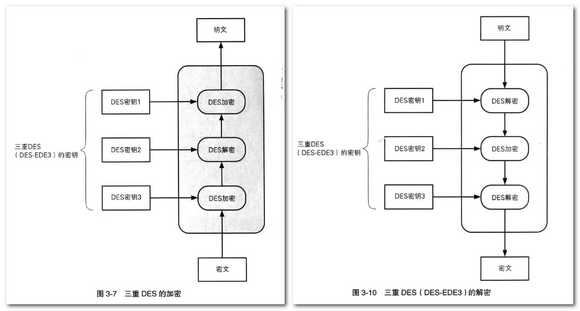 明文
DES密钥1
DES加密
三重DES
（DES-EDE3）的密钥
DES密钥2
DES解密
DES密钥3
DES加密
密文
图 3-7 三重 DES 的加密
明文
DES密钥1
DES解密
三重DES
（DES-EDE3）的密钥
DES密钥2
DES加密
DES密钥3
DES解密
密文
图 3-10 三重 DES（DES-EDE3）的解密